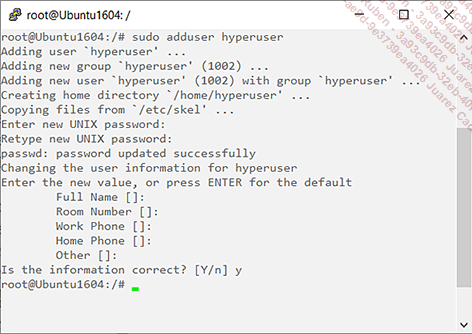 root@Ubuntu1604: /
root@Ubuntu1604:/# sudo adduser hyperuser
Adding user `hyperuser' ...
Adding new group `hyperuser' (1002) ...
Adding new user `hyperuser' (1002) with group `hyperuser' ...
Creating home directory `/home/hyperuser' ...
Copying files from `/etc/skel' ...
Enter new UNIX password:
Retype new UNIX password:
passwd: password updated successfully
Changing the user information for hyperuser
Enter the new value, or press ENTER for the default
Full Name []:
Room Number []:
Work Phone []:
Home Phone []:
Other []:
Is the information correct? [Y/n] y
root@Ubuntu1604:/#